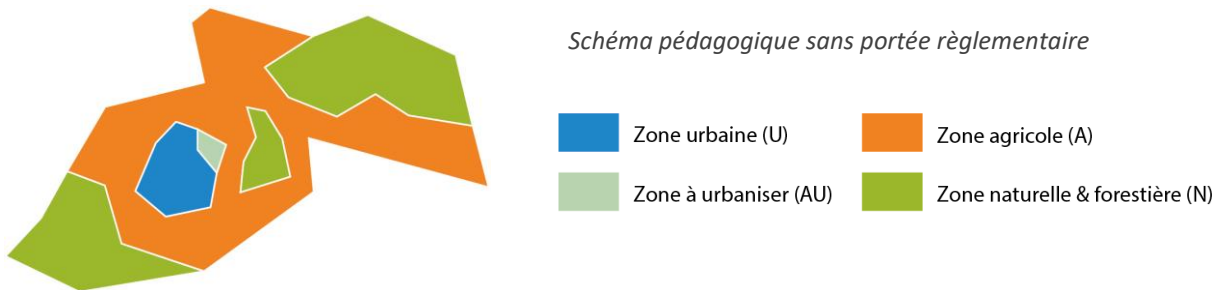 Schéma pédagogique sans portée règlementaire
Zone urbaine (U)
Zone agricole (A)
Zone à urbaniser (AU)
Zone naturelle & forestière (N)